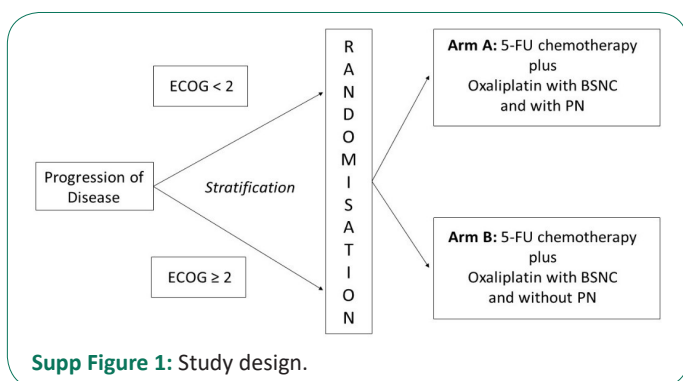 Progression of
Disease
ECOG < 2
Stratification
ECOG ≥ 2
R
A
N
D
O
M
I
S
A
T
I
O
N
Arm A: 5-FU chemotherapy
plus
Oxaliplatin with BSNC
and with PN
Arm B: 5-FU chemotherapy
plus
Oxaliplatin with BSNC
and without PN
Supp Figure 1: Study design.